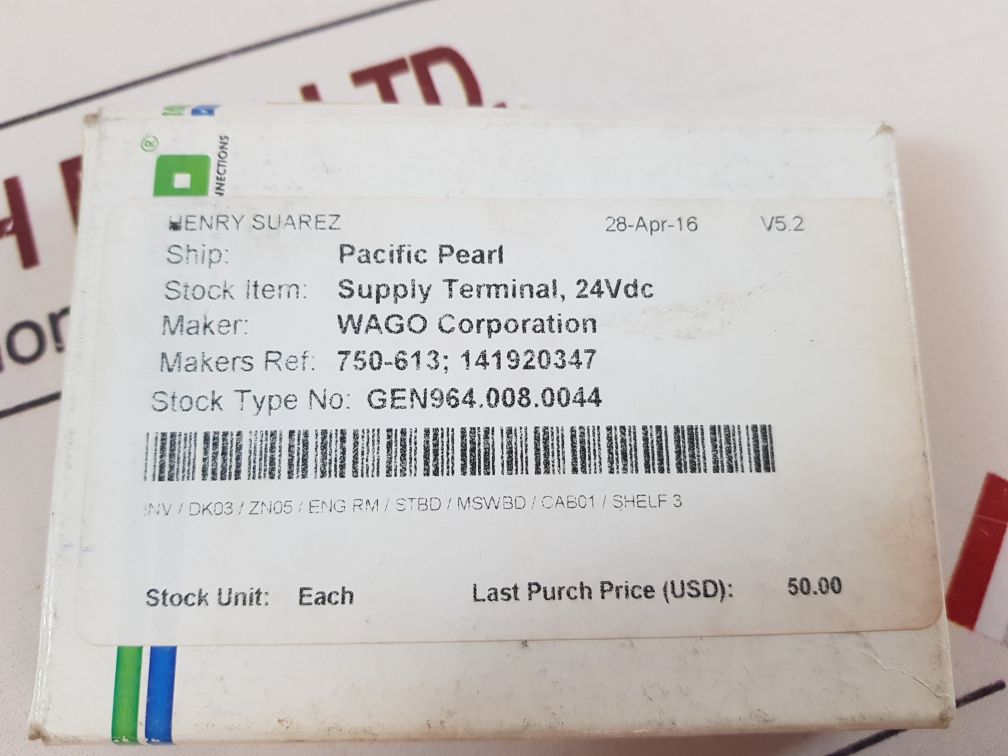 LTD.
®
HENRY SUAREZ 28-Apr-16 V5.2
Ship: Pacific Pearl
Stock Item: Supply Terminal, 24Vdc
Maker: WAGO Corporation
Makers Ref: 750-613; 141920347
Stock Type No: GEN964.008.0044
INV / DK03 / ZN05 / ENG RM / STBD / MSWBD / CAB01 / SHELF 3
Stock Unit: Each Last Purch Price (USD): 50.00